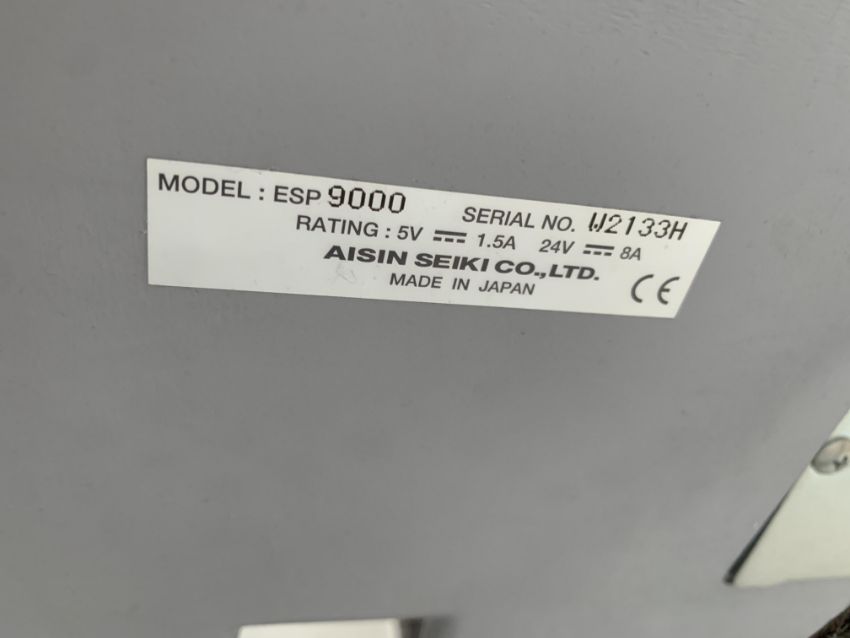 MODEL : ESP 9000 SERIAL NO. W2133H
RATING : 5V ⎓ 1.5A 24V ⎓ 8A
AISIN SEIKI CO.,LTD.
MADE IN JAPAN CE